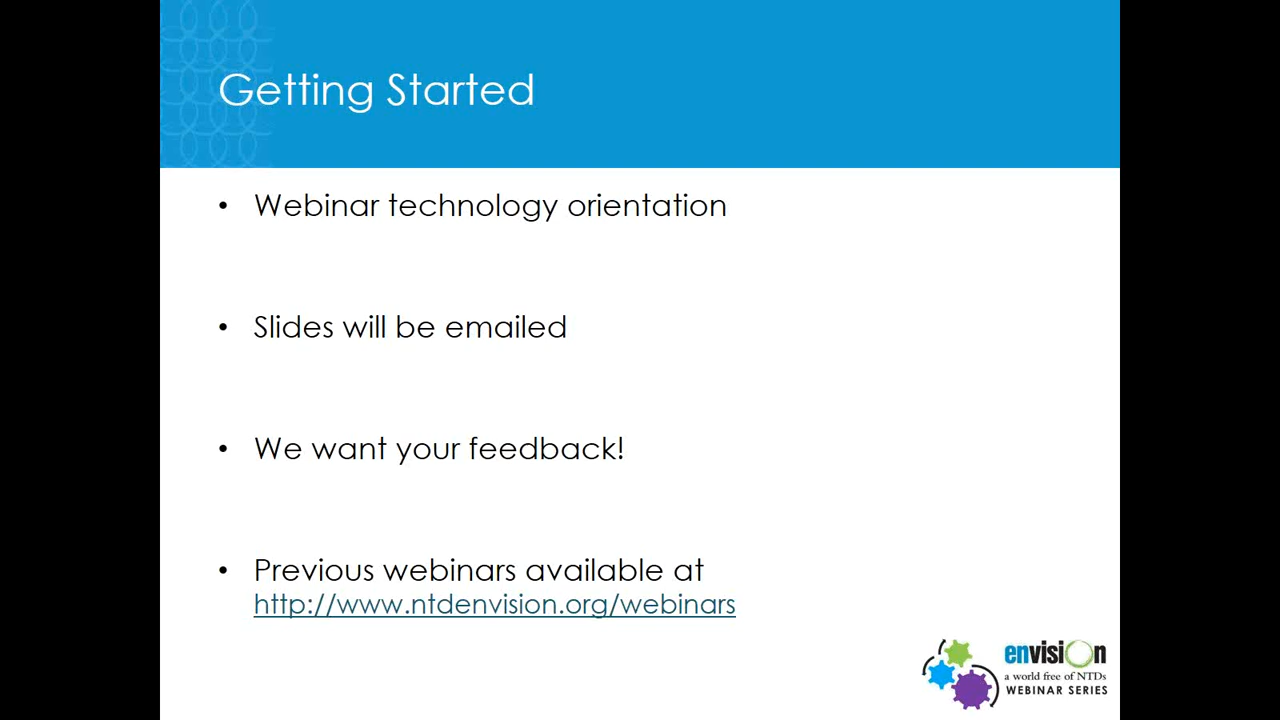 Getting Started
• Webinar technology orientation
• Slides will be emailed
• We want your feedback!
• Previous webinars available at
http://www.ntdenvision.org/webinars
envision
a world free of NTDs
WEBINAR SERIES